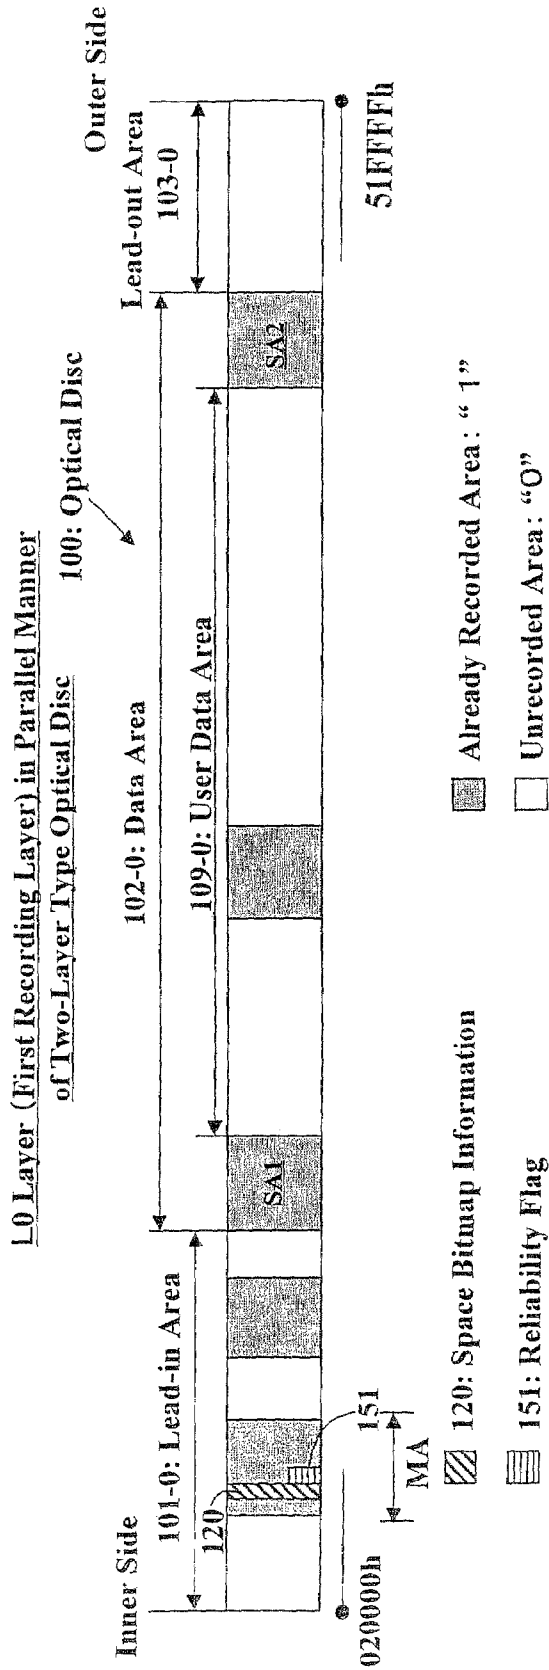 L0 Layer (First Recording Layer) in Parallel Manner
of Two-Layer Type Optical Disc
100: Optical Disc
Inner Side
Outer Side
102-0: Data Area
Lead-out Area
103-0
101-0: Lead-in Area
109-0: User Data Area
120
SA1
SA2
151
MA
020000h
51FFFFh
120: Space Bitmap Information
Already Recorded Area: “1”
151: Reliability Flag
Unrecorded Area: “0”